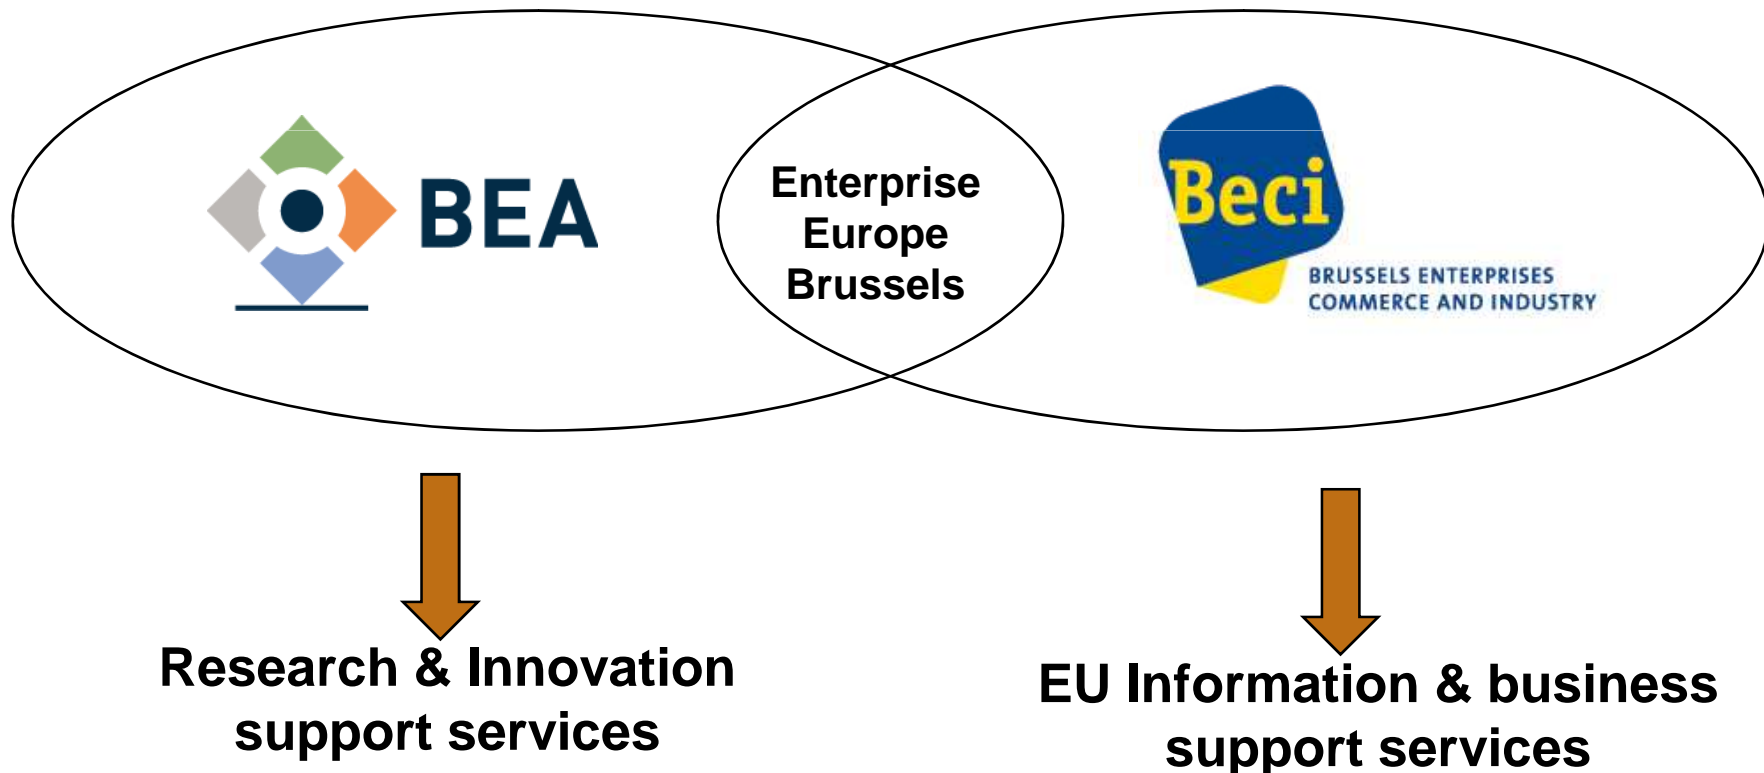 BEA
Enterprise
Europe
Brussels
Beci
BRUSSELS ENTERPRISES
COMMERCE AND INDUSTRY
Research & Innovation
support services
EU Information & business
support services